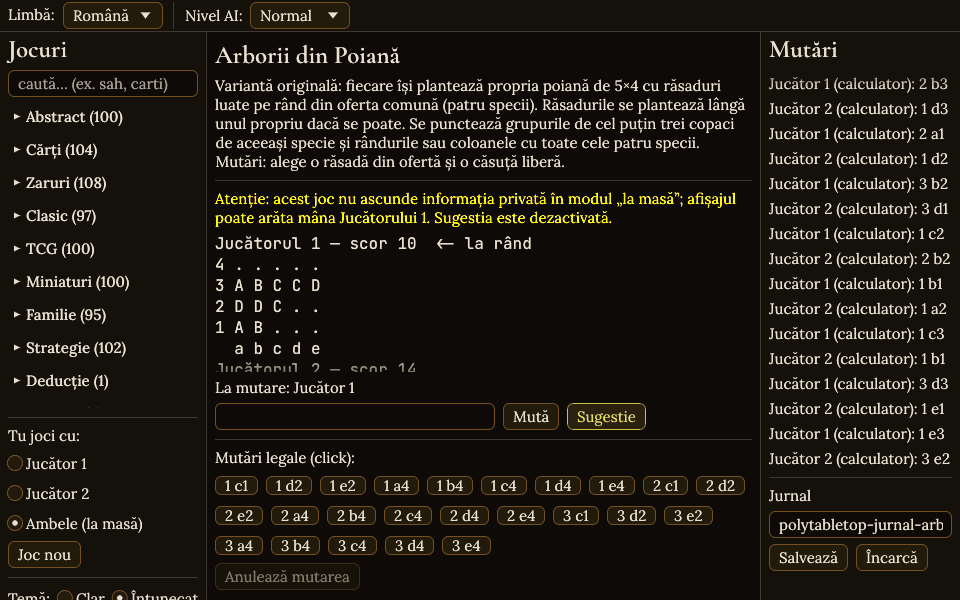 Limbă: Română ▼ Nivel AI: Normal ▼
Jocuri
caută... (ex. sah, carti)
▸ Abstract (100)
▸ Cărți (104)
▸ Zaruri (108)
▸ Clasic (97)
▸ TCG (100)
▸ Miniaturi (100)
▸ Familie (95)
▸ Strategie (102)
▸ Deducție (1)
Tu joci cu:
Jucător 1
Jucător 2
Ambele (la masă)
Joc nou
Temă: Clar Întunecat
Arborii din Poiană
Variantă originală: fiecare își plantează propria poiană de 5×4 cu răsaduri
luate pe rând din oferta comună (patru specii). Răsadurile se plantează lângă
unul propriu dacă se poate. Se punctează grupurile de cel puțin trei copaci
de aceeași specie și rândurile sau coloanele cu toate cele patru specii.
Mutări: alege o răsadă din ofertă și o căsuță liberă.
Atenție: acest joc nu ascunde informația privată în modul „la masă”; afișajul
poate arăta mâna Jucătorului 1. Sugestia este dezactivată.
Jucătorul 1 — scor 10 <— la rând
4 . . . . .
3 A B C C D
2 D D C . .
1 A B . . .
a b c d e
Jucătorul 2 — scor 14
La mutare: Jucător 1
Mută Sugestie
Mutări legale (click):
1 c1 1 d2 1 e2 1 a4 1 b4 1 c4 1 d4 1 e4 2 c1 2 d2
2 e2 2 a4 2 b4 2 c4 2 d4 2 e4 3 c1 3 d2 3 e2
3 a4 3 b4 3 c4 3 d4 3 e4
Anulează mutarea
Mutări
Jucător 1 (calculator): 2 b3
Jucător 2 (calculator): 1 d3
Jucător 1 (calculator): 2 a1
Jucător 2 (calculator): 1 d2
Jucător 1 (calculator): 3 b2
Jucător 2 (calculator): 3 d1
Jucător 1 (calculator): 1 c2
Jucător 2 (calculator): 2 b2
Jucător 1 (calculator): 1 b1
Jucător 2 (calculator): 1 a2
Jucător 1 (calculator): 1 c3
Jucător 2 (calculator): 1 b1
Jucător 1 (calculator): 3 d3
Jucător 2 (calculator): 1 e1
Jucător 1 (calculator): 1 e3
Jucător 2 (calculator): 3 e2
Jurnal
polytabletop-jurnal-arb
Salvează Încarcă